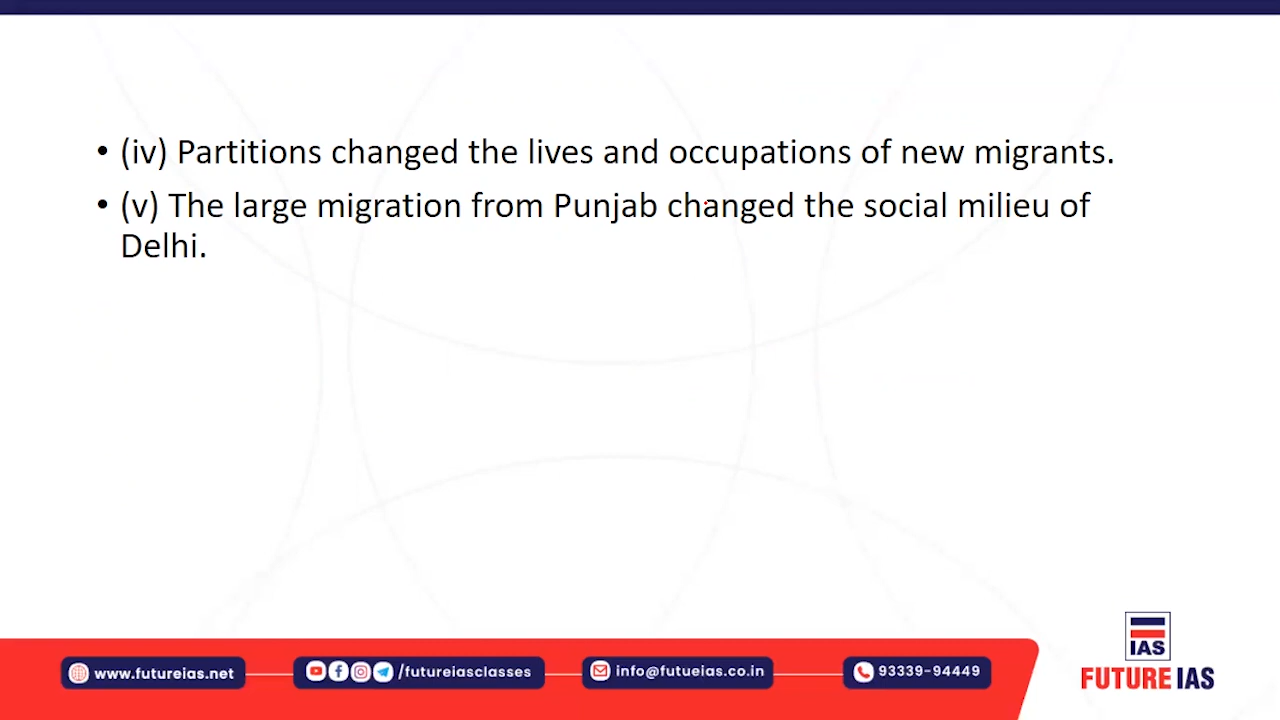 • (iv) Partitions changed the lives and occupations of new migrants.
• (v) The large migration from Punjab changed the social milieu of
Delhi.
IAS
www.futureias.net
/futureiasclasses
info@futueias.co.in
93339-94449
FUTURE IAS